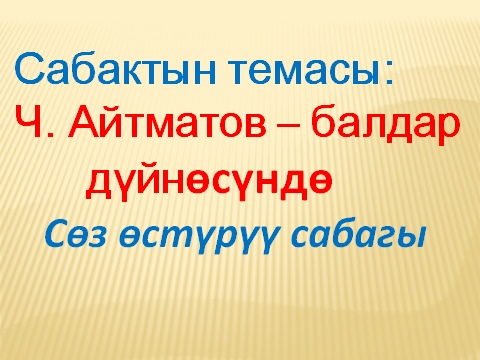 Сабактын темасы:
Ч. Айтматов – балдар
дүйнөсүндө
Сөз өстүрүү сабагы